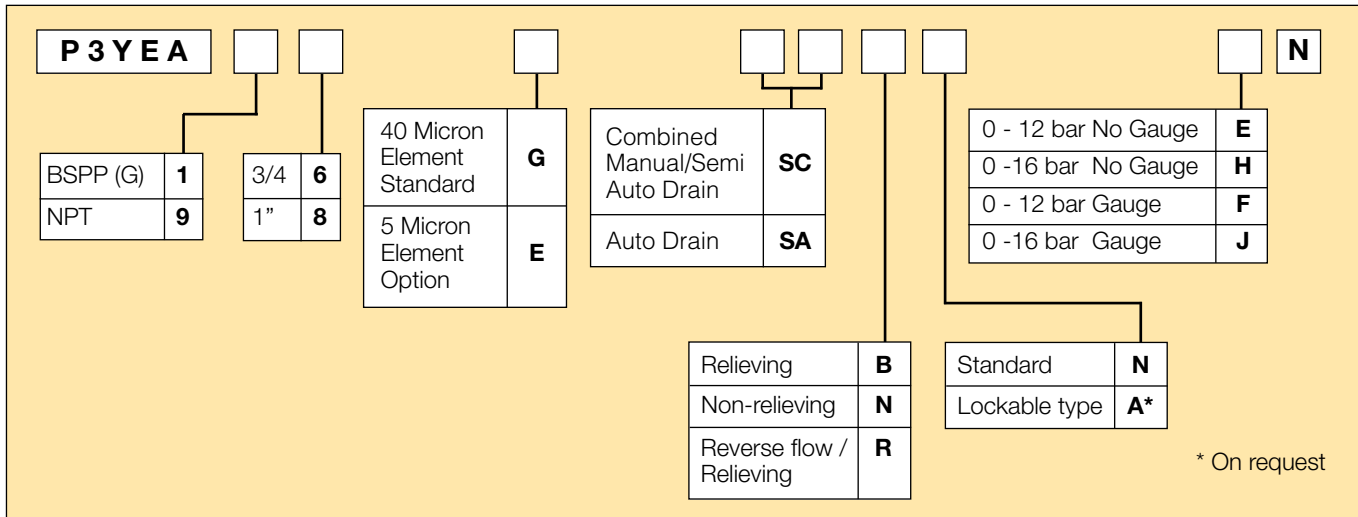 P3YEA
N
BSPP (G) 1
NPT 9
3/4 6
1” 8
40 Micron
Element
Standard
G
5 Micron
Element
Option
E
Combined
Manual/Semi
Auto Drain
SC
Auto Drain SA
0 - 12 bar No Gauge E
0 -16 bar No Gauge H
0 - 12 bar Gauge F
0 -16 bar Gauge J
Relieving B
Non-relieving N
Reverse flow /
Relieving
R
Standard N
Lockable type A*
* On request